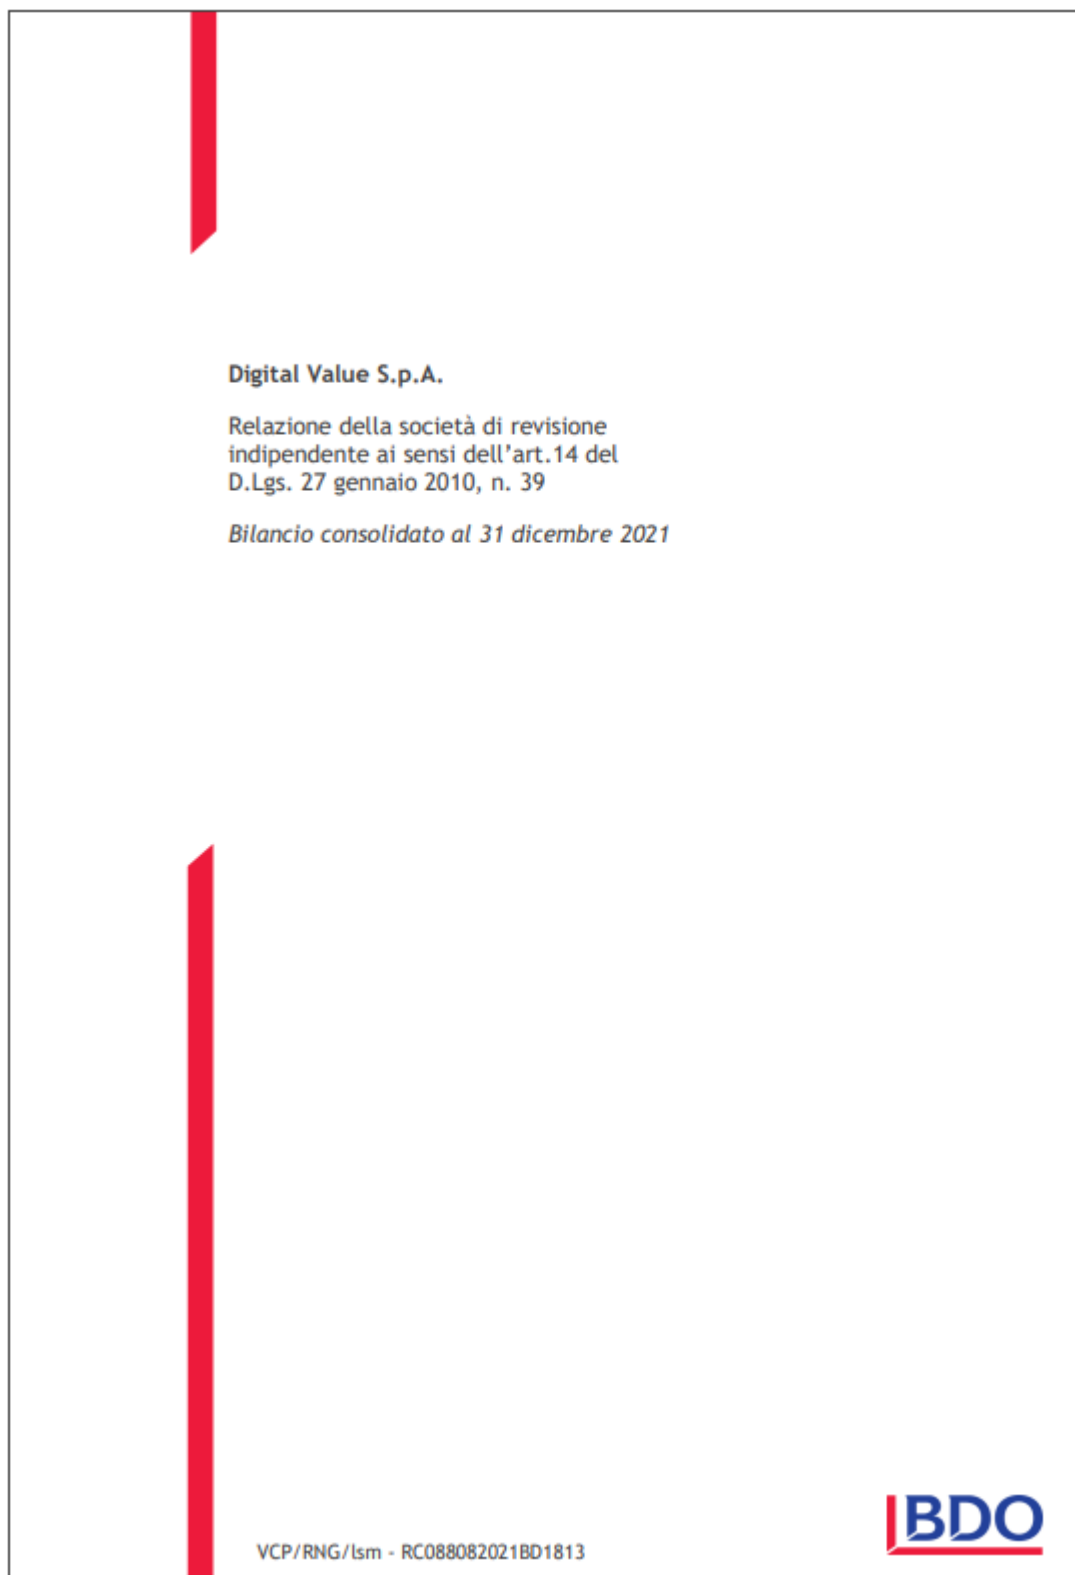 Digital Value S.p.A.
Relazione della società di revisione
indipendente ai sensi dell'art.14 del
D.Lgs. 27 gennaio 2010, n. 39
Bilancio consolidato al 31 dicembre 2021
VCP/RNG/lsm - RC088082021BD1813
BDO